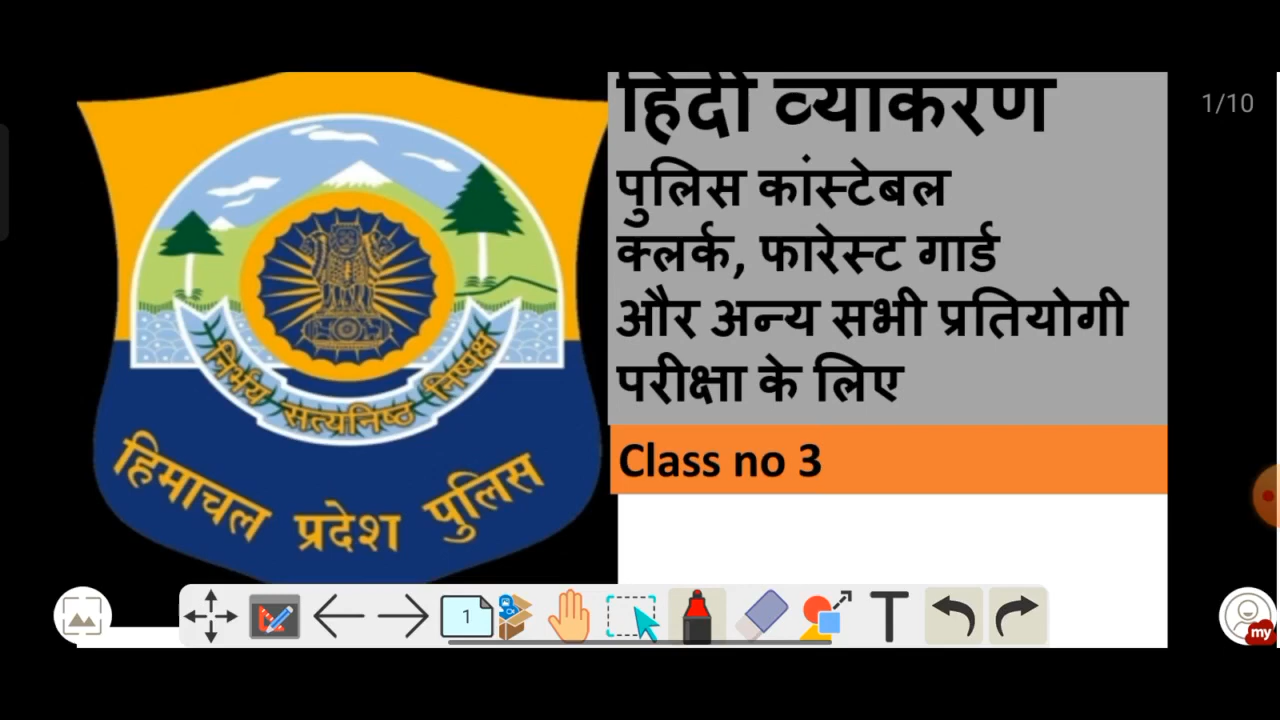 हिंदी व्याकरण
पुलिस कांस्टेबल
क्लर्क, फारेस्ट गार्ड
और अन्य सभी प्रतियोगी
परीक्षा के लिए
Class no 3
निर्भय सत्यनिष्ठ निष्पक्ष
हिमाचल प्रदेश पुलिस
1/10
1
T
my